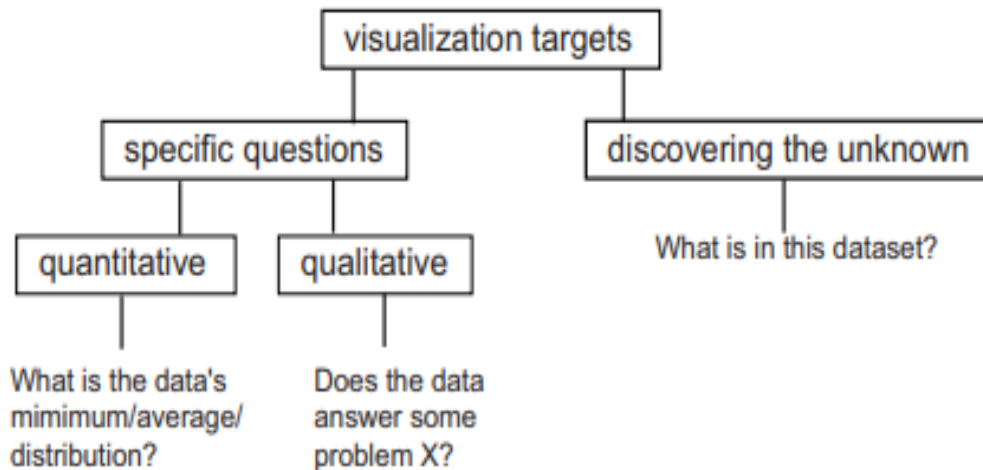 visualization targets
specific questions
discovering the unknown
quantitative
qualitative
What is in this dataset?
What is the data's
mimimum/average/
distribution?
Does the data
answer some
problem X?